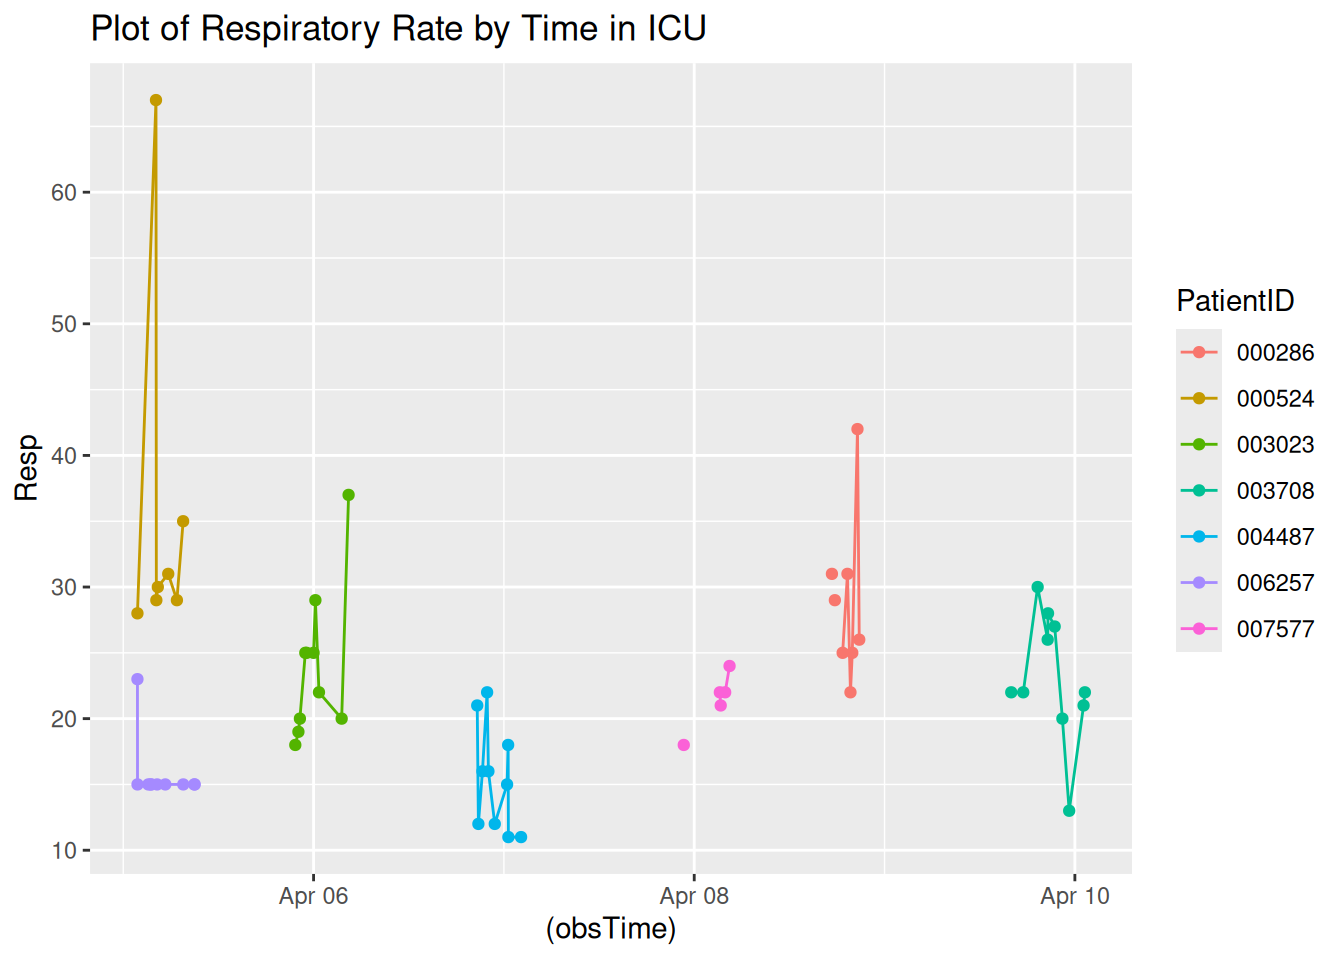 Plot of Respiratory Rate by Time in ICU
Resp
60
50
40
30
20
10
Apr 06
Apr 08
Apr 10
(obsTime)
PatientID
000286
000524
003023
003708
004487
006257
007577